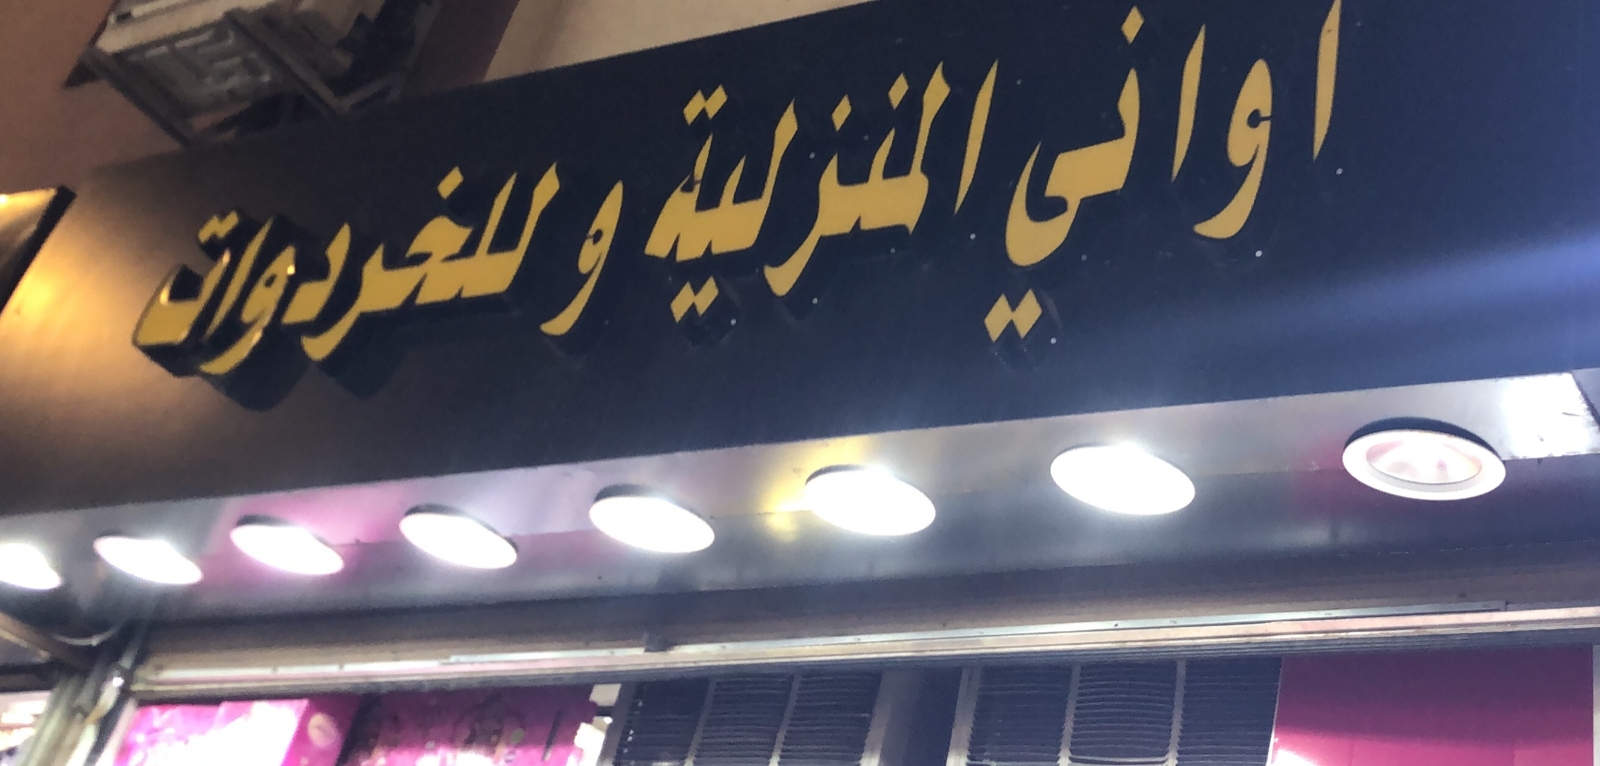 اواني المنزلية و للخردوات